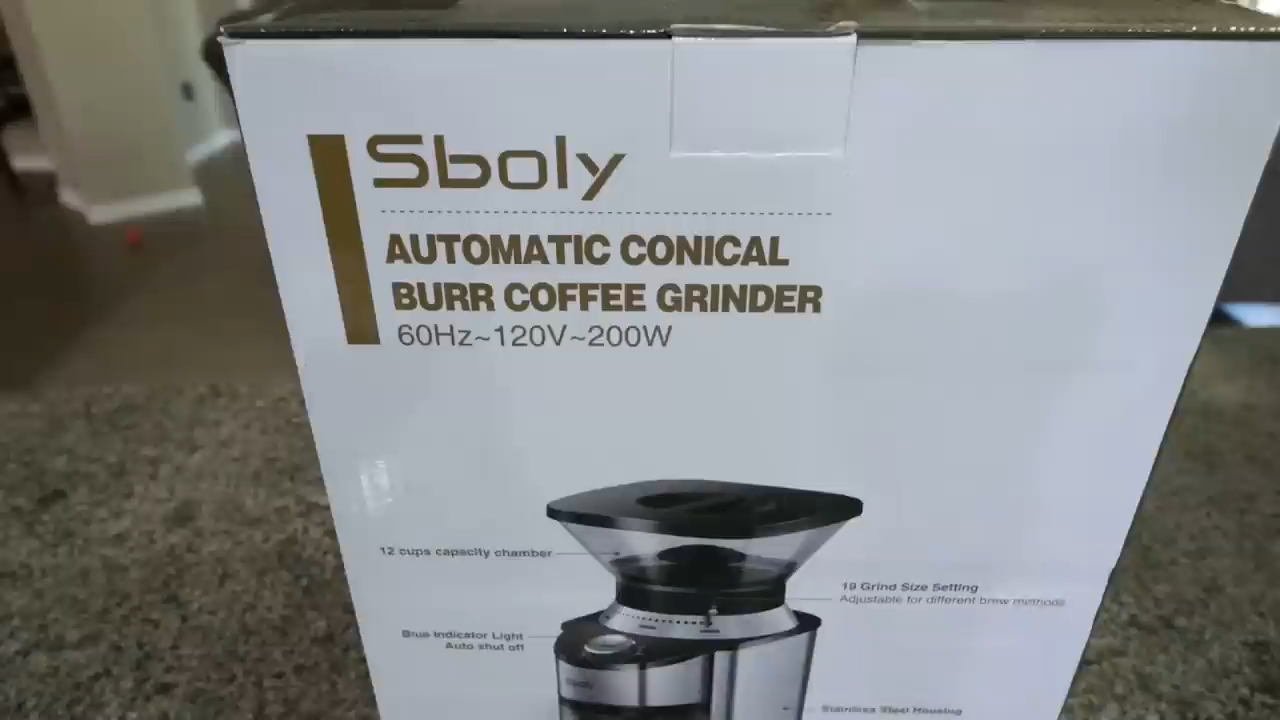 Sboly
AUTOMATIC CONICAL
BURR COFFEE GRINDER
60Hz~120V~200W
12 cups capacity chamber
19 Grind Size Setting
Adjustable for different brew methods
Blue Indicator Light
Auto shut off
Sboly
Stainless Steel Housing